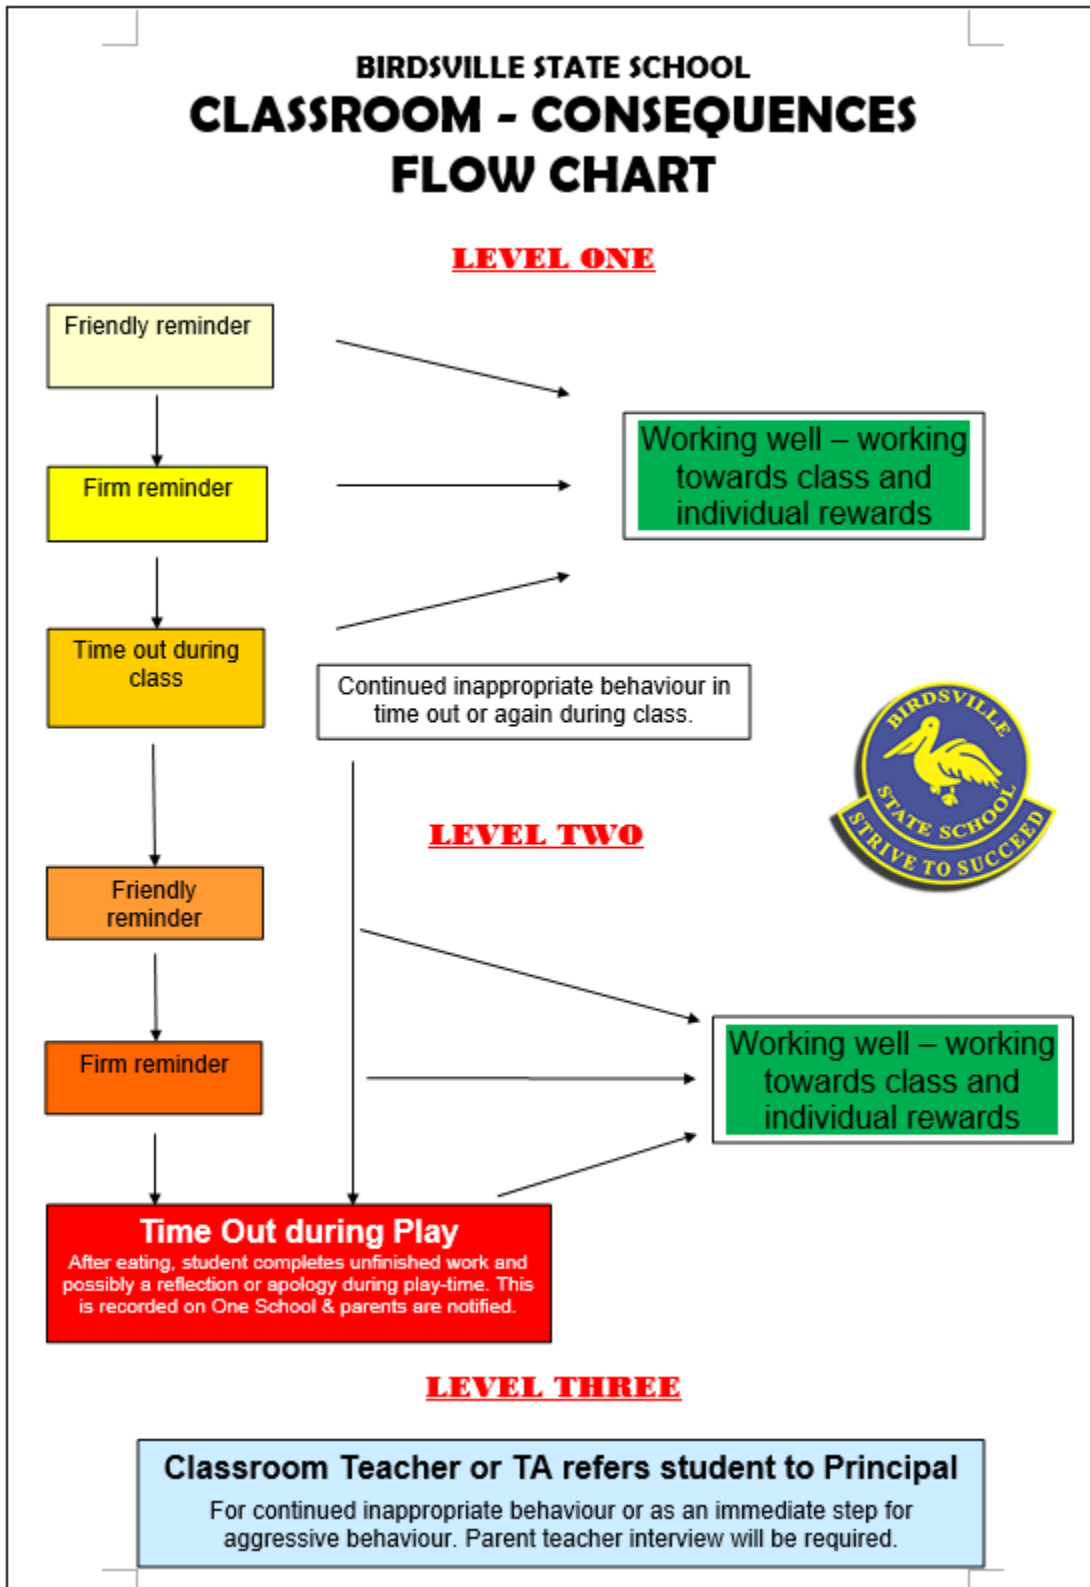 BIRDSVILLE STATE SCHOOL
CLASSROOM - CONSEQUENCES
FLOW CHART
LEVEL ONE
Friendly reminder
Firm reminder
Working well – working
towards class and
individual rewards
Time out during
class
Continued inappropriate behaviour in
time out or again during class.
BIRDSVILLE
STATE SCHOOL
STRIVE TO SUCCEED
LEVEL TWO
Friendly
reminder
Firm reminder
Working well – working
towards class and
individual rewards
Time Out during Play
After eating, student completes unfinished work and
possibly a reflection or apology during play-time. This
is recorded on One School & parents are notified.
LEVEL THREE
Classroom Teacher or TA refers student to Principal
For continued inappropriate behaviour or as an immediate step for
aggressive behaviour. Parent teacher interview will be required.